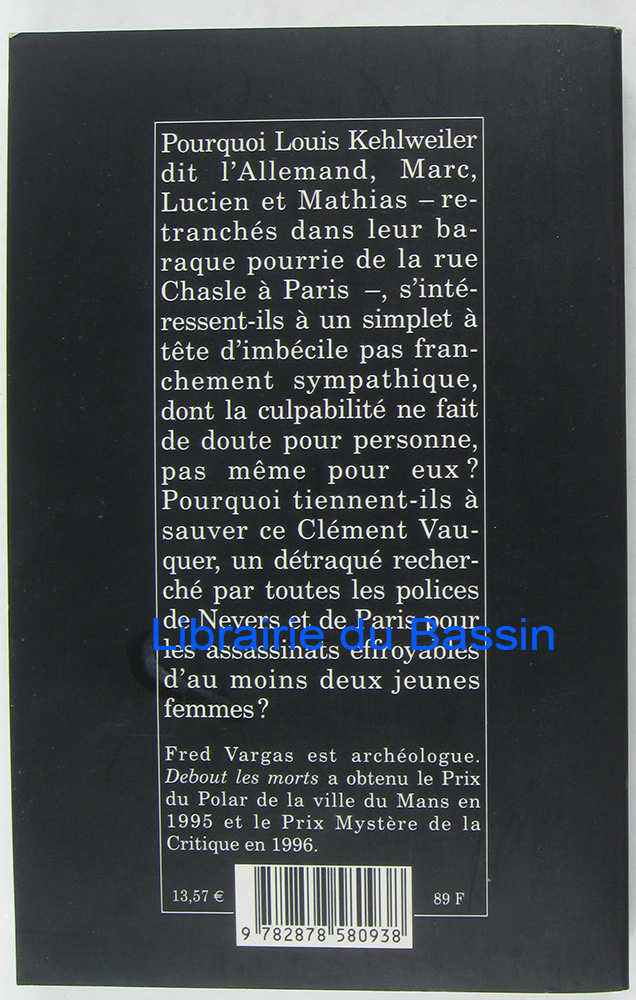 Pourquoi Louis Kehlweiler
dit l'Allemand, Marc,
Lucien et Mathias – re-
tranchés dans leur ba-
raque pourrie de la rue
Chasle à Paris –, s'inté-
ressent-ils à un simplet à
tête d'imbécile pas fran-
chement sympathique,
dont la culpabilité ne fait
de doute pour personne,
pas même pour eux ?
Pourquoi tiennent-ils à
sauver ce Clément Vau-
quer, un détraqué recher-
ché par toutes les polices
de Nevers et de Paris pour
Librairie du Bassin
les assassinats effroyables
d'au moins deux jeunes
femmes ?
Fred Vargas est archéologue.
Debout les morts a obtenu le Prix
du Polar de la ville du Mans en
1995 et le Prix Mystère de la
Critique en 1996.
13,57 €
89 F
9 782878 580938